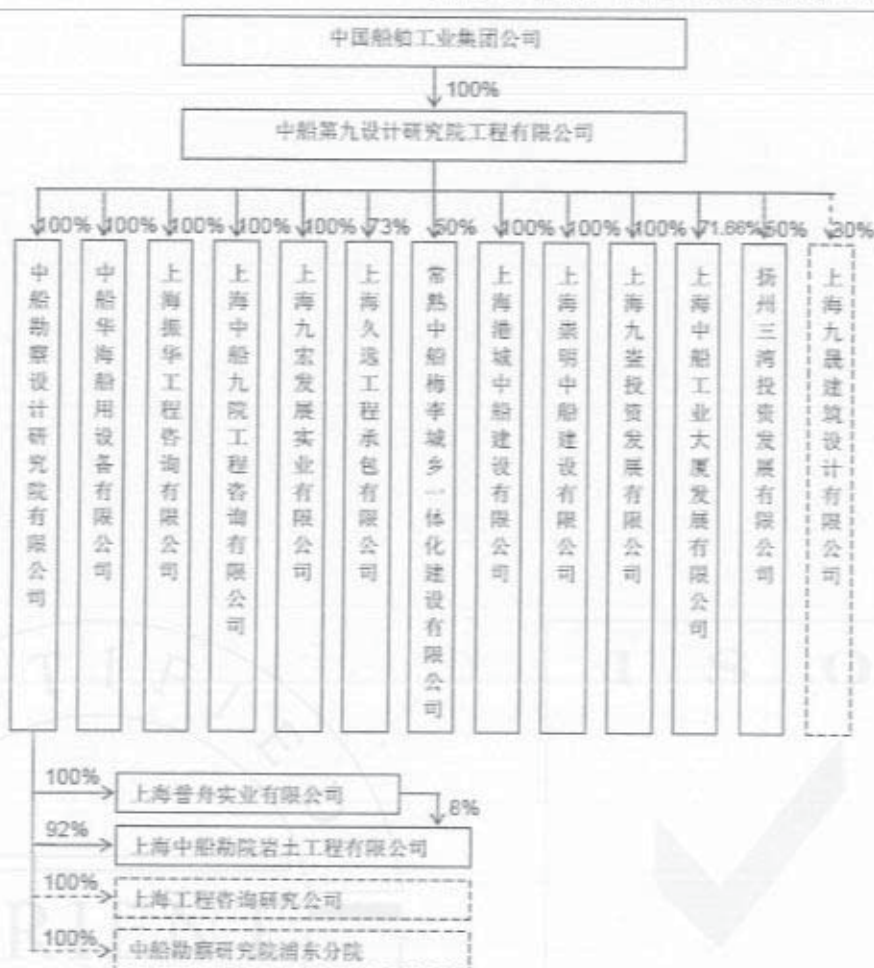 中国船舶工业集团公司
100%
中船第九设计研究院工程有限公司
100% 100% 100% 100% 100% 73% 50% 100% 100% 100% 71.66% 50% 30%
中船勘察设计研究院有限公司
中船华海船用设备有限公司
上海振华工程咨询有限公司
上海中船九院工程咨询有限公司
上海九宏发展实业有限公司
上海久远工程承包有限公司
常熟中船梅李城乡一体化建设有限公司
上海港城中船建设有限公司
上海崇明中船建设有限公司
上海九崟投资发展有限公司
上海中船工业大厦发展有限公司
扬州三湾投资发展有限公司
上海九晟建筑设计有限公司
100%
上海普舟实业有限公司
8%
92%
上海中船勘院岩土工程有限公司
100%
上海工程咨询研究公司
100%
中船勘察研究院浦东分院